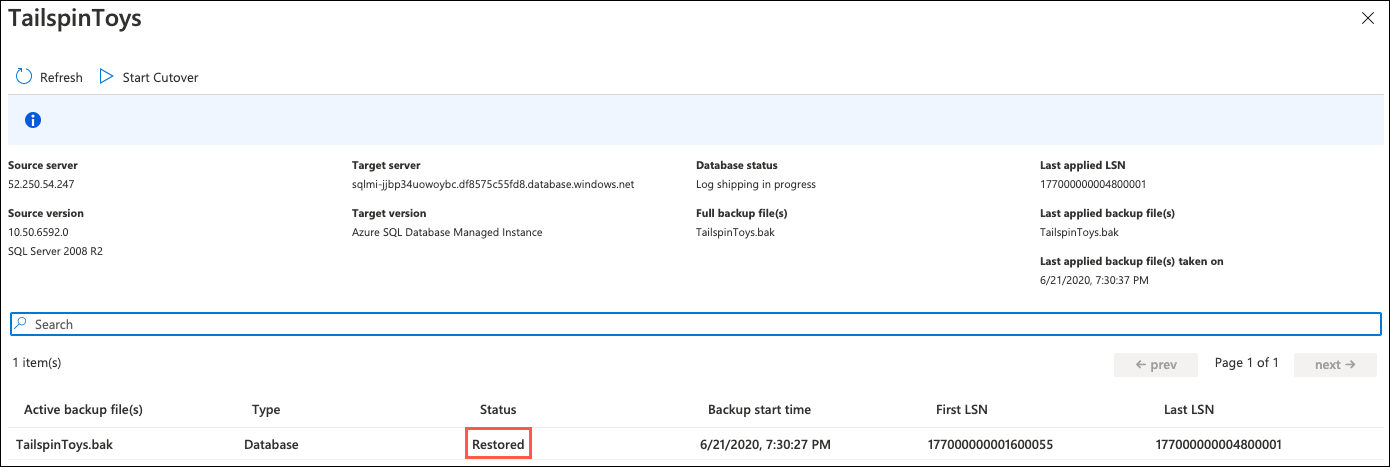 TailspinToys
Refresh Start Cutover
Source server Target server Database status Last applied LSN
52.250.54.247 sqlmi-jjbp34uowoybc.df8575c55fd8.database.windows.net Log shipping in progress 177000000004800001
Source version Target version Full backup file(s) Last applied backup file(s)
10.50.6592.0 Azure SQL Database Managed Instance TailspinToys.bak TailspinToys.bak
SQL Server 2008 R2
Last applied backup file(s) taken on
6/21/2020, 7:30:37 PM
Search
1 item(s) ← prev Page 1 of 1 next →
Active backup file(s) Type Status Backup start time First LSN Last LSN
TailspinToys.bak Database Restored 6/21/2020, 7:30:27 PM 177000000001600055 177000000004800001